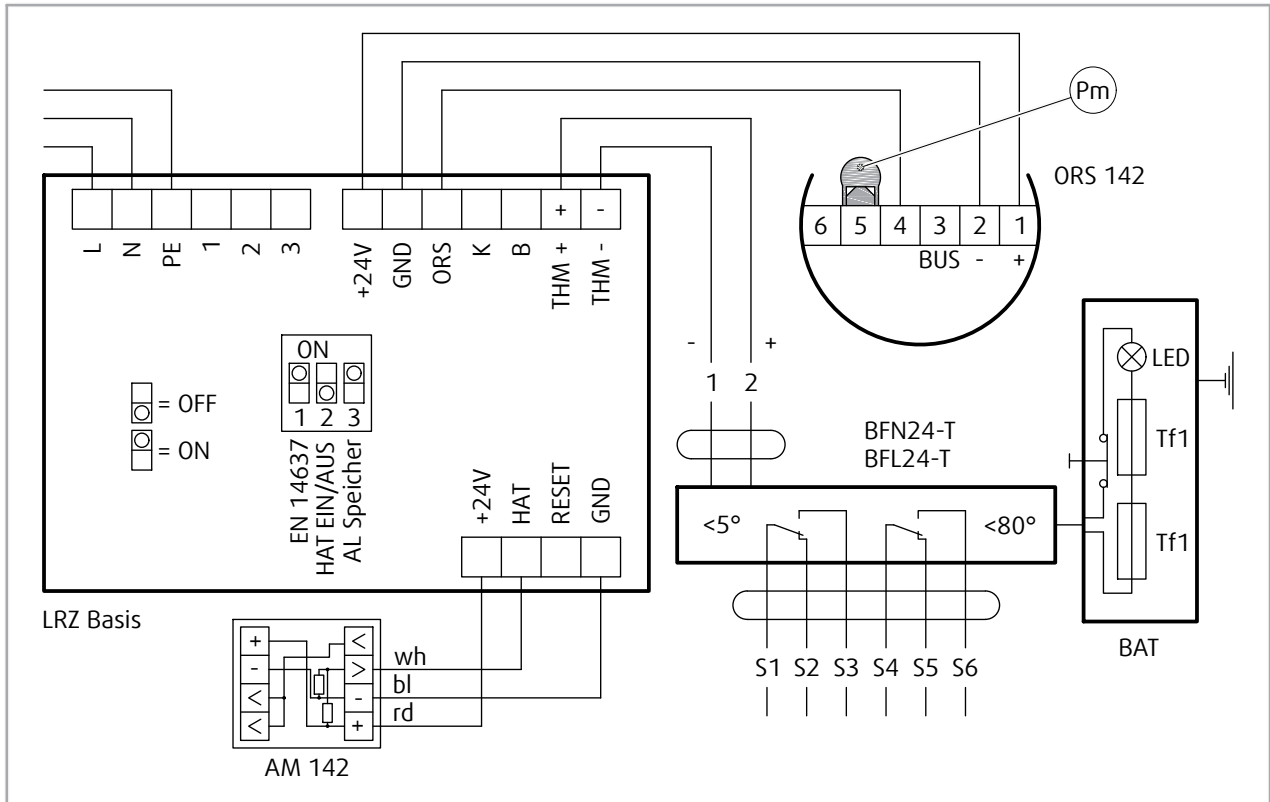 Pm
ORS 142
6 5 4 3 2 1
BUS - +
+ -
L N PE 1 2 3
+24V GND ORS K B THM + THM -
ON
1 2 3
= OFF
= ON
EN 14637
HAT EIN/AUS
AL Speicher
+24V HAT RESET GND
LRZ Basis
- +
1 2
BFN24-T
BFL24-T
<5° <80°
S1 S2 S3 S4 S5 S6
LED
Tf1
Tf1
BAT
+ <
- > wh
< - bl
< + rd
AM 142